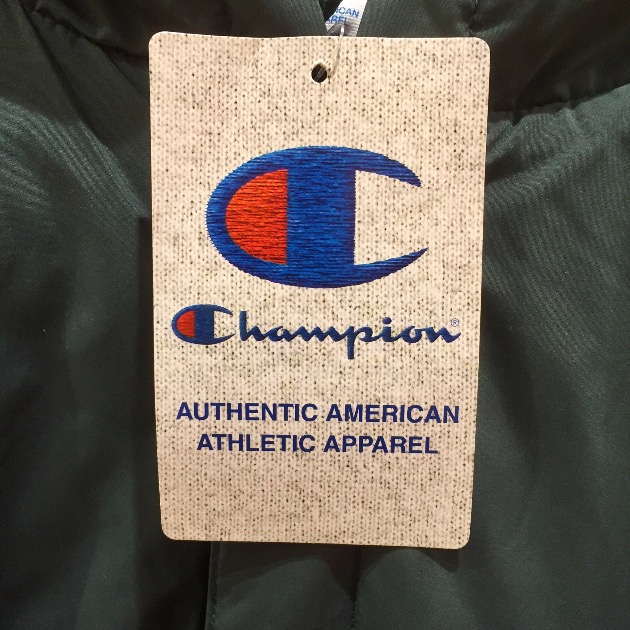 Champion®
AUTHENTIC AMERICAN
ATHLETIC APPAREL